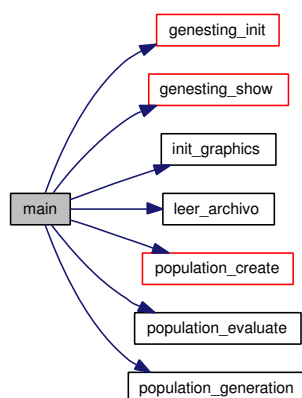 genesting_init
genesting_show
init_graphics
main
leer_archivo
population_create
population_evaluate
population_generation